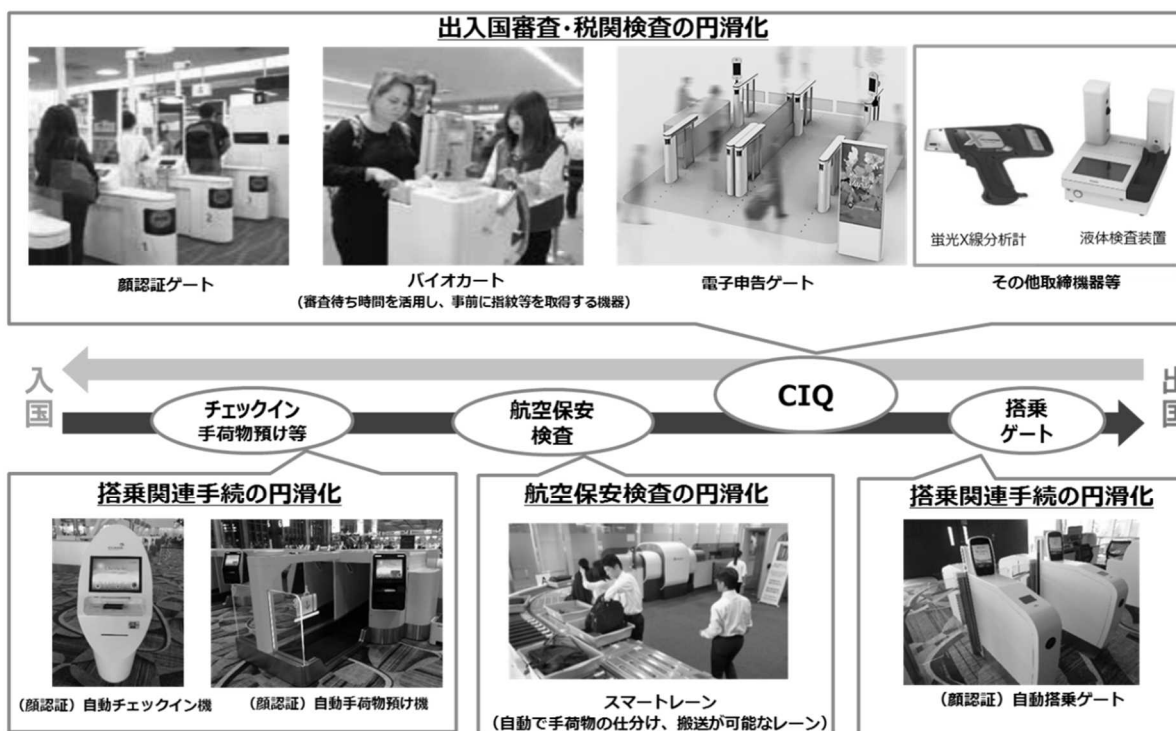 出入国審査・税関検査の円滑化
1
2
3
蛍光X線分析計
液体検査装置
顔認証ゲート
バイオカート
(審査待ち時間を活用し、事前に指紋等を取得する機器)
電子申告ゲート
その他取締機器等
入国
出国
CIQ
チェックイン
手荷物預け等
航空保安
検査
搭乗
ゲート
搭乗関連手続の円滑化
航空保安検査の円滑化
搭乗関連手続の円滑化
(顔認証) 自動チェックイン機
(顔認証) 自動手荷物預け機
スマートレーン
(自動で手荷物の仕分け、搬送が可能なレーン)
(顔認証) 自動搭乗ゲート